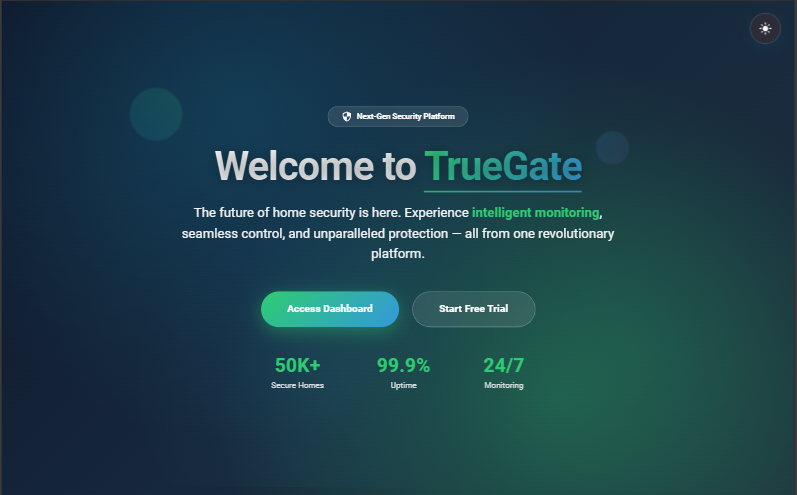 Next-Gen Security Platform
Welcome to TrueGate
The future of home security is here. Experience intelligent monitoring,
seamless control, and unparalleled protection — all from one revolutionary
platform.
Access Dashboard
Start Free Trial
50K+
99.9%
24/7
Secure Homes
Uptime
Monitoring